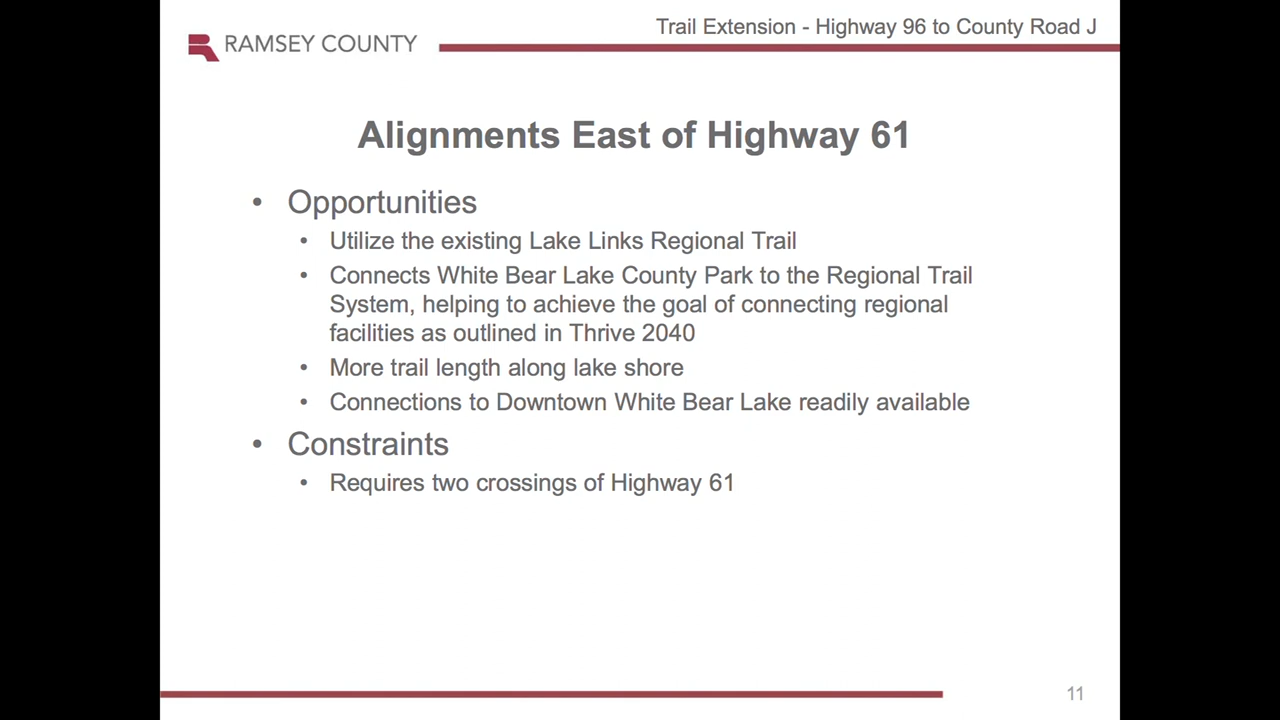 Trail Extension - Highway 96 to County Road J
RAMSEY COUNTY
Alignments East of Highway 61
• Opportunities
• Utilize the existing Lake Links Regional Trail
• Connects White Bear Lake County Park to the Regional Trail
System, helping to achieve the goal of connecting regional
facilities as outlined in Thrive 2040
• More trail length along lake shore
• Connections to Downtown White Bear Lake readily available
• Constraints
• Requires two crossings of Highway 61
11